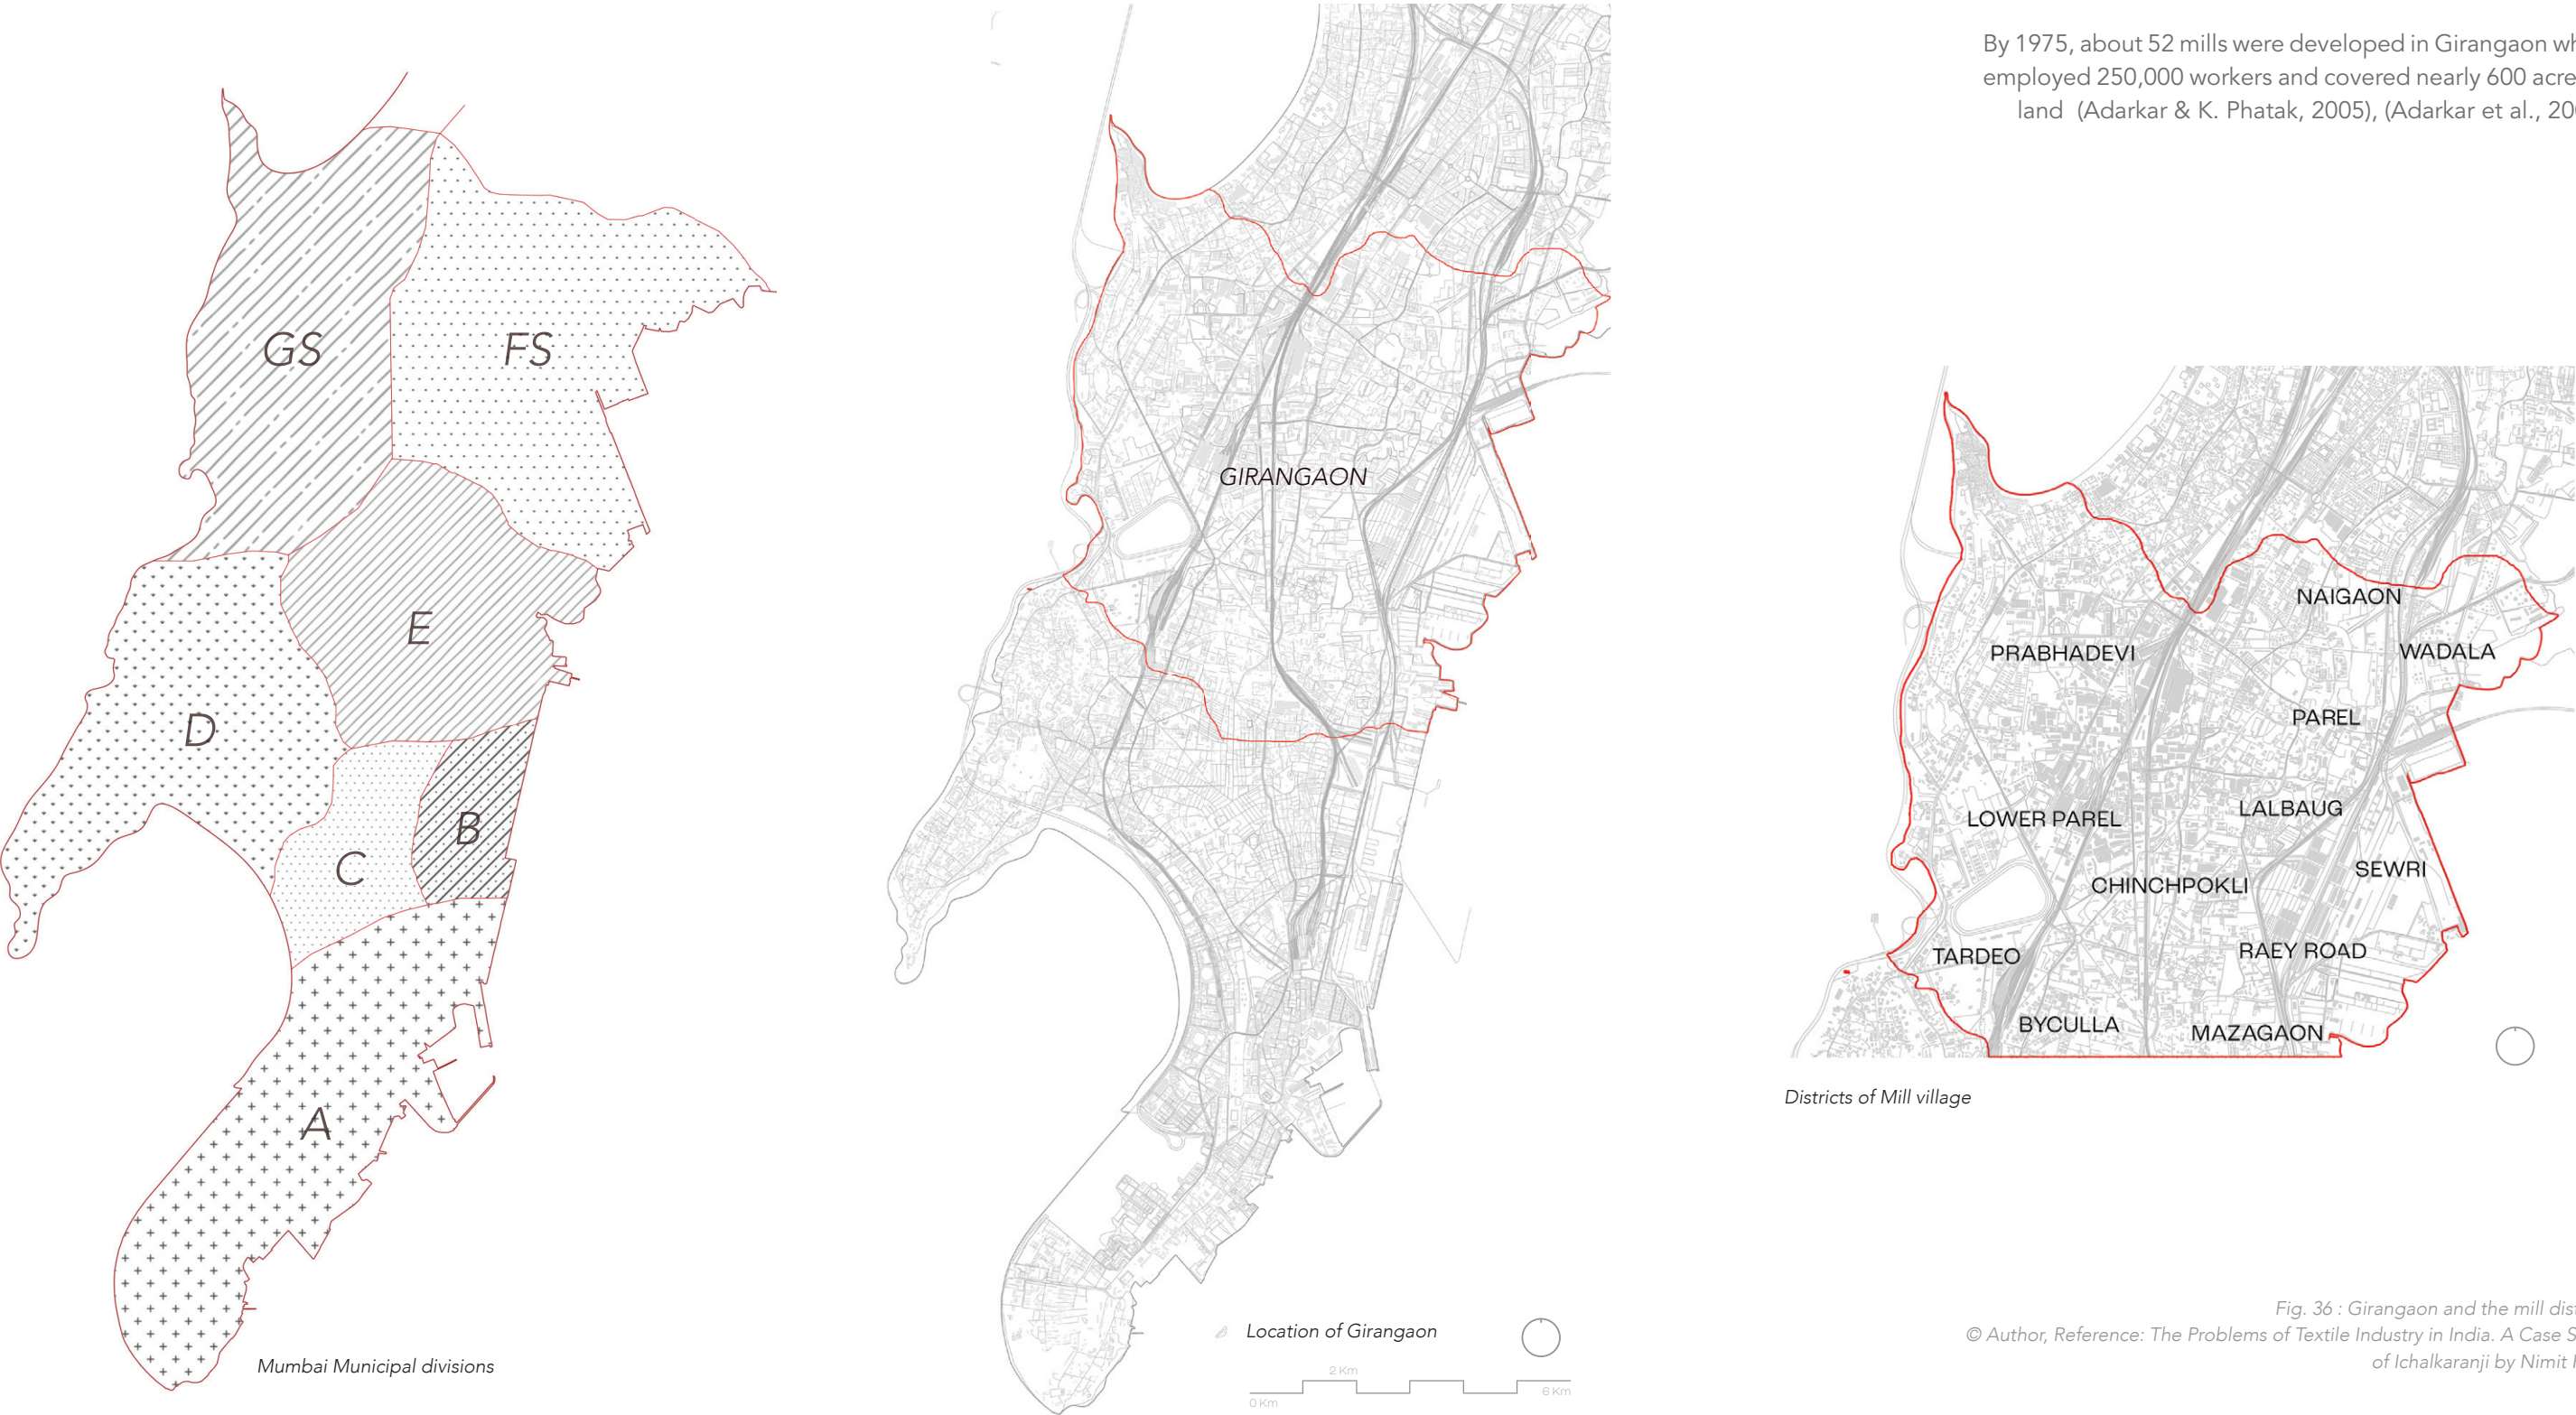 By 1975, about 52 mills were developed in Girangaon wh
employed 250,000 workers and covered nearly 600 acre
land (Adarkar & K. Phatak, 2005), (Adarkar et al., 20
GS
FS
E
D
B
C
A
Mumbai Municipal divisions
GIRANGAON
Location of Girangaon
2 Km
0 Km
6 Km
NAIGAON
PRABHADEVI
WADALA
PAREL
LOWER PAREL
LALBAUG
SEWRI
CHINCHPOKLI
TARDEO
RAEY ROAD
BYCULLA
MAZAGAON
Districts of Mill village
Fig. 36 : Girangaon and the mill dist
© Author, Reference: The Problems of Textile Industry in India. A Case S
of Ichalkaranji by Nimit